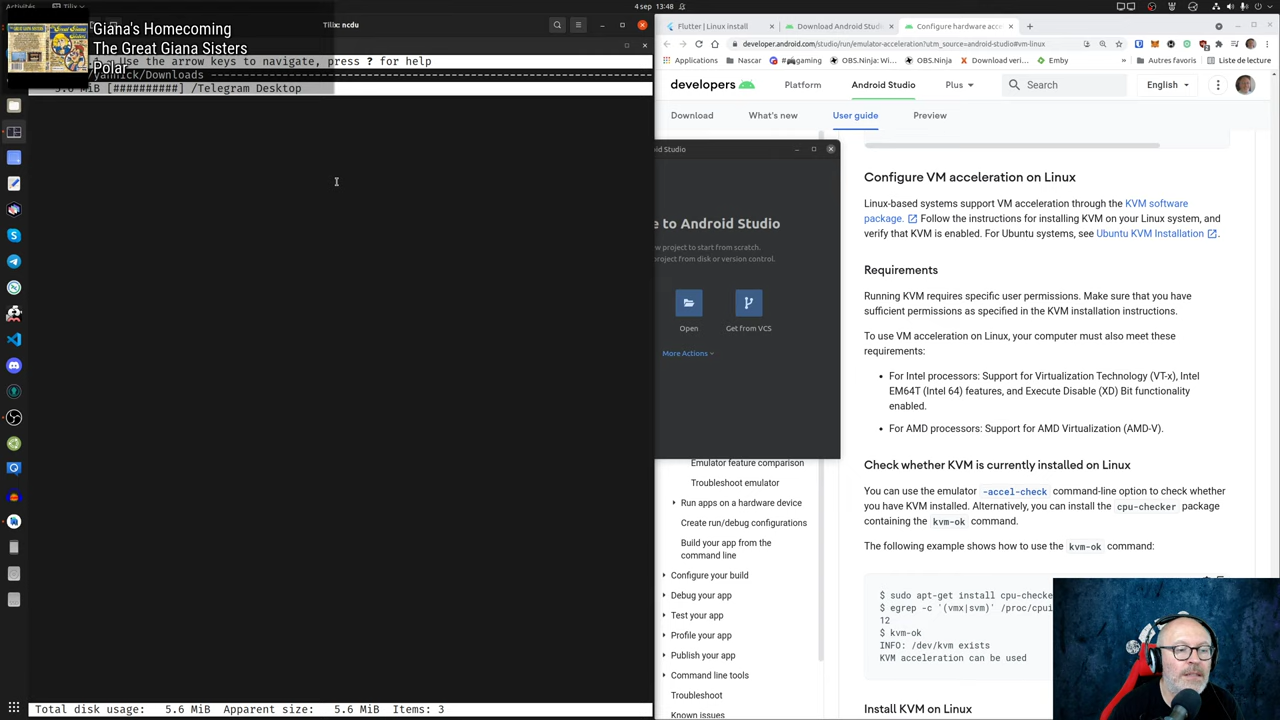 Activités
Tilix
4 sep 13:48
Giana's Homecoming
The Great Giana Sisters
Polar
Tilix: ncdu
use the arrow keys to navigate, press ? for help
/yannick/Downloads
5.6 MiB [##########] /Telegram Desktop
Total disk usage: 5.6 MiB Apparent size: 5.6 MiB Items: 3
Flutter | Linux install
Download Android Studio
Configure hardware acce
developer.android.com/studio/run/emulator-acceleration?utm_source=android-studio#vm-linux
Applications
Nascar
gaming
OBS.Ninja: Wir...
OBS.Ninja
Download veri...
Emby
Autres favoris
Liste de lecture
developers
Platform
Android Studio
Plus
Search
English
Download
What's new
User guide
Preview
oid Studio
e to Android Studio
new project to start from scratch.
project from disk or version control.
Open
Get from VCS
More Actions
Emulator feature comparison
Troubleshoot emulator
Run apps on a hardware device
Create run/debug configurations
Build your app from the
command line
Configure your build
Debug your app
Test your app
Profile your app
Publish your app
Command line tools
Troubleshoot
Known issues
Configure VM acceleration on Linux
Linux-based systems support VM acceleration through the KVM software
package. Follow the instructions for installing KVM on your Linux system, and
verify that KVM is enabled. For Ubuntu systems, see Ubuntu KVM Installation .
Requirements
Running KVM requires specific user permissions. Make sure that you have
sufficient permissions as specified in the KVM installation instructions.
To use VM acceleration on Linux, your computer must also meet these
requirements:
For Intel processors: Support for Virtualization Technology (VT-x), Intel
EM64T (Intel 64) features, and Execute Disable (XD) Bit functionality
enabled.
For AMD processors: Support for AMD Virtualization (AMD-V).
Check whether KVM is currently installed on Linux
You can use the emulator -accel-check command-line option to check whether
you have KVM installed. Alternatively, you can install the cpu-checker package
containing the kvm-ok command.
The following example shows how to use the kvm-ok command:
$ sudo apt-get install cpu-checke
$ egrep -c '(vmx|svm)' /proc/cpui
12
$ kvm-ok
INFO: /dev/kvm exists
KVM acceleration can be used
Install KVM on Linux